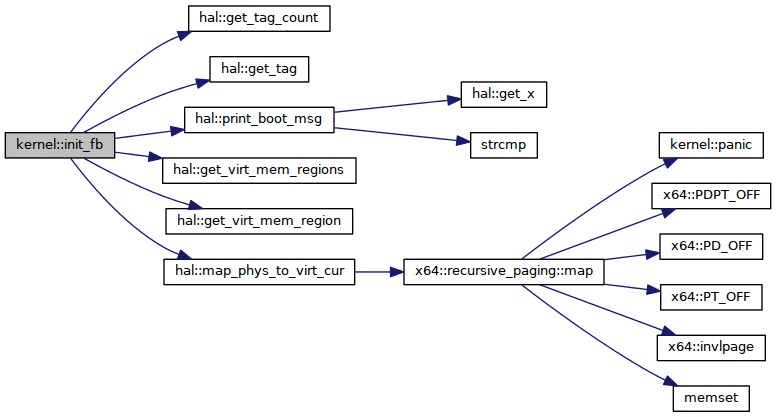 kernel::init_fb
hal::get_tag_count
hal::get_tag
hal::print_boot_msg
hal::get_virt_mem_regions
hal::get_virt_mem_region
hal::map_phys_to_virt_cur
hal::get_x
strcmp
x64::recursive_paging::map
kernel::panic
x64::PDPT_OFF
x64::PD_OFF
x64::PT_OFF
x64::invlpage
memset